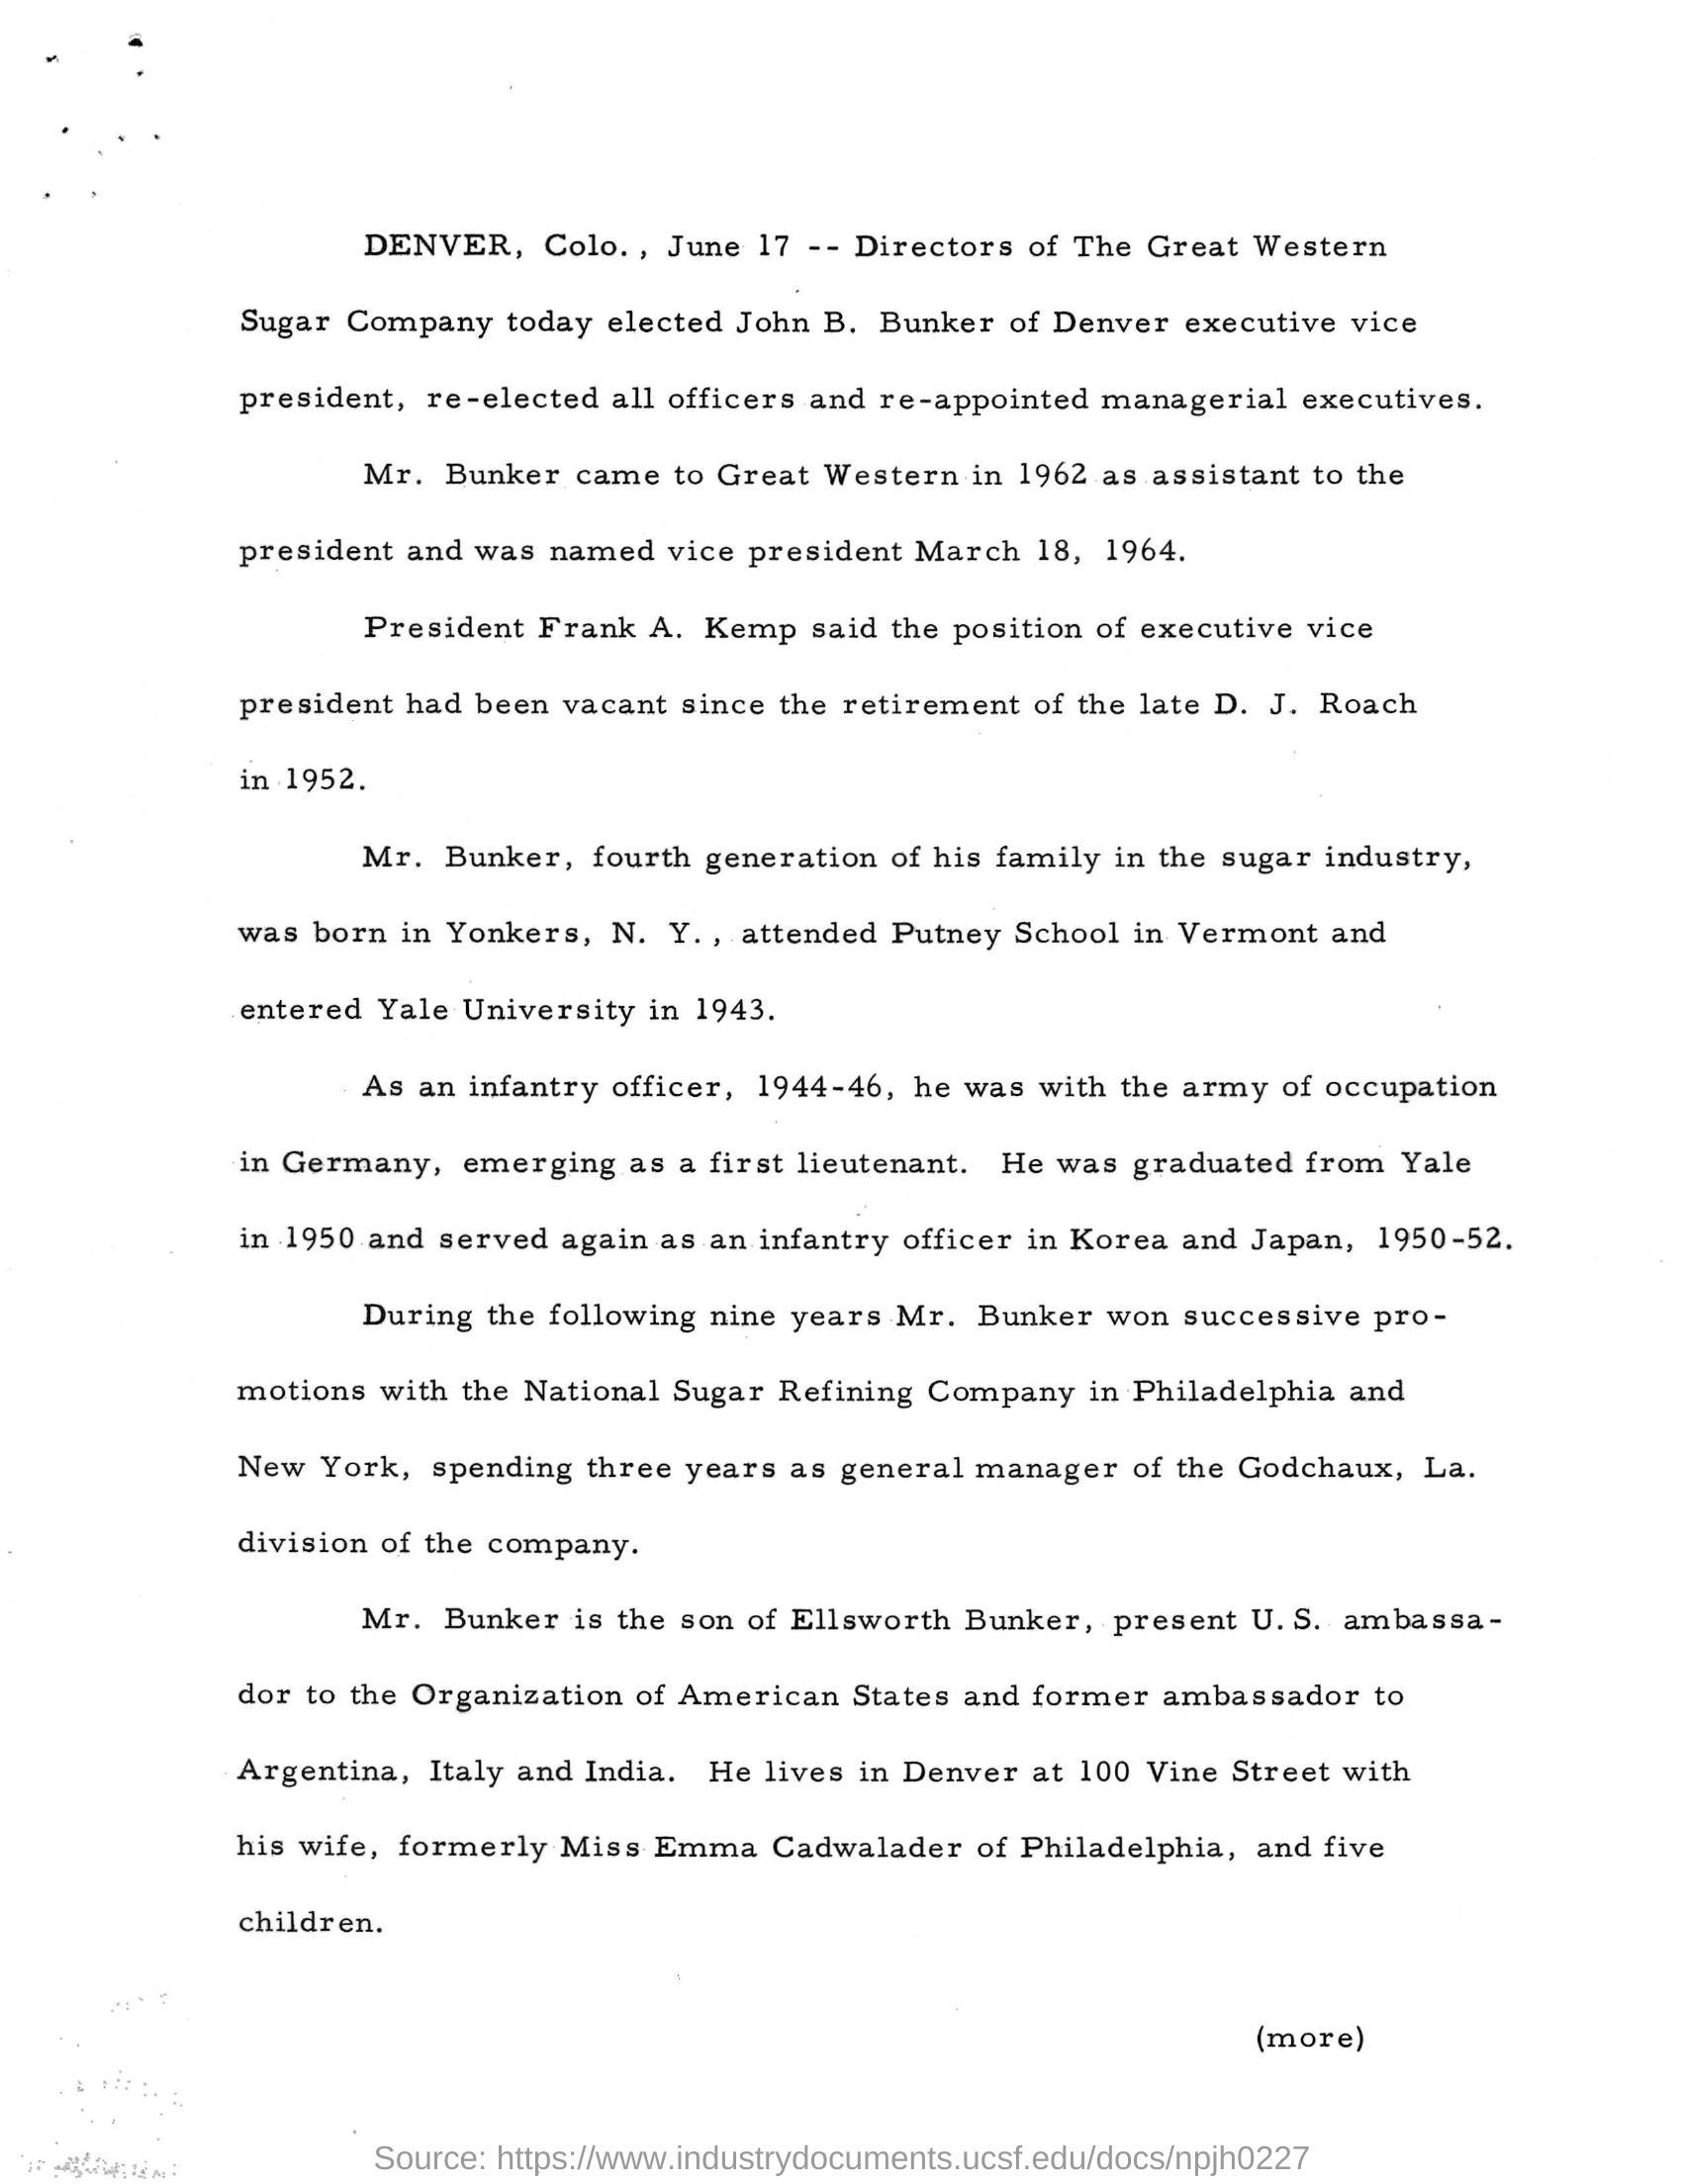 DENVER, Colo., June 17 -- Directors of The Great Western
Sugar Company today elected John B. Bunker of Denver executive vice
president, re-elected all officers and re-appointed managerial executives.
Mr. Bunker came to Great Western in 1962 as assistant to the
president and was named vice president March 18, 1964.
President Frank A. Kemp said the position of executive vice
president had been vacant since the retirement of the late D. J. Roach
in 1952.
Mr. Bunker, fourth generation of his family in the sugar industry,
was born in Yonkers, N. Y., attended Putney School in Vermont and
entered Yale University in 1943.
As an infantry officer, 1944-46, he was with the army of occupation
in Germany, emerging as a first lieutenant. He was graduated from Yale
in 1950 and served again as an infantry officer in Korea and Japan, 1950-52.
During the following nine years Mr. Bunker won successive pro-
motions with the National Sugar Refining Company in Philadelphia and
New York, spending three years as general manager of the Godchaux, La.
division of the company.
Mr. Bunker is the son of Ellsworth Bunker, present U.S. ambassa-
dor to the Organization of American States and former ambassador to
Argentina, Italy and India. He lives in Denver at 100 Vine Street with
his wife, formerly Miss Emma Cadwalader of Philadelphia, and five
children.
(more)
Source: https://www.industrydocuments.ucsf.edu/docs/npjh0227